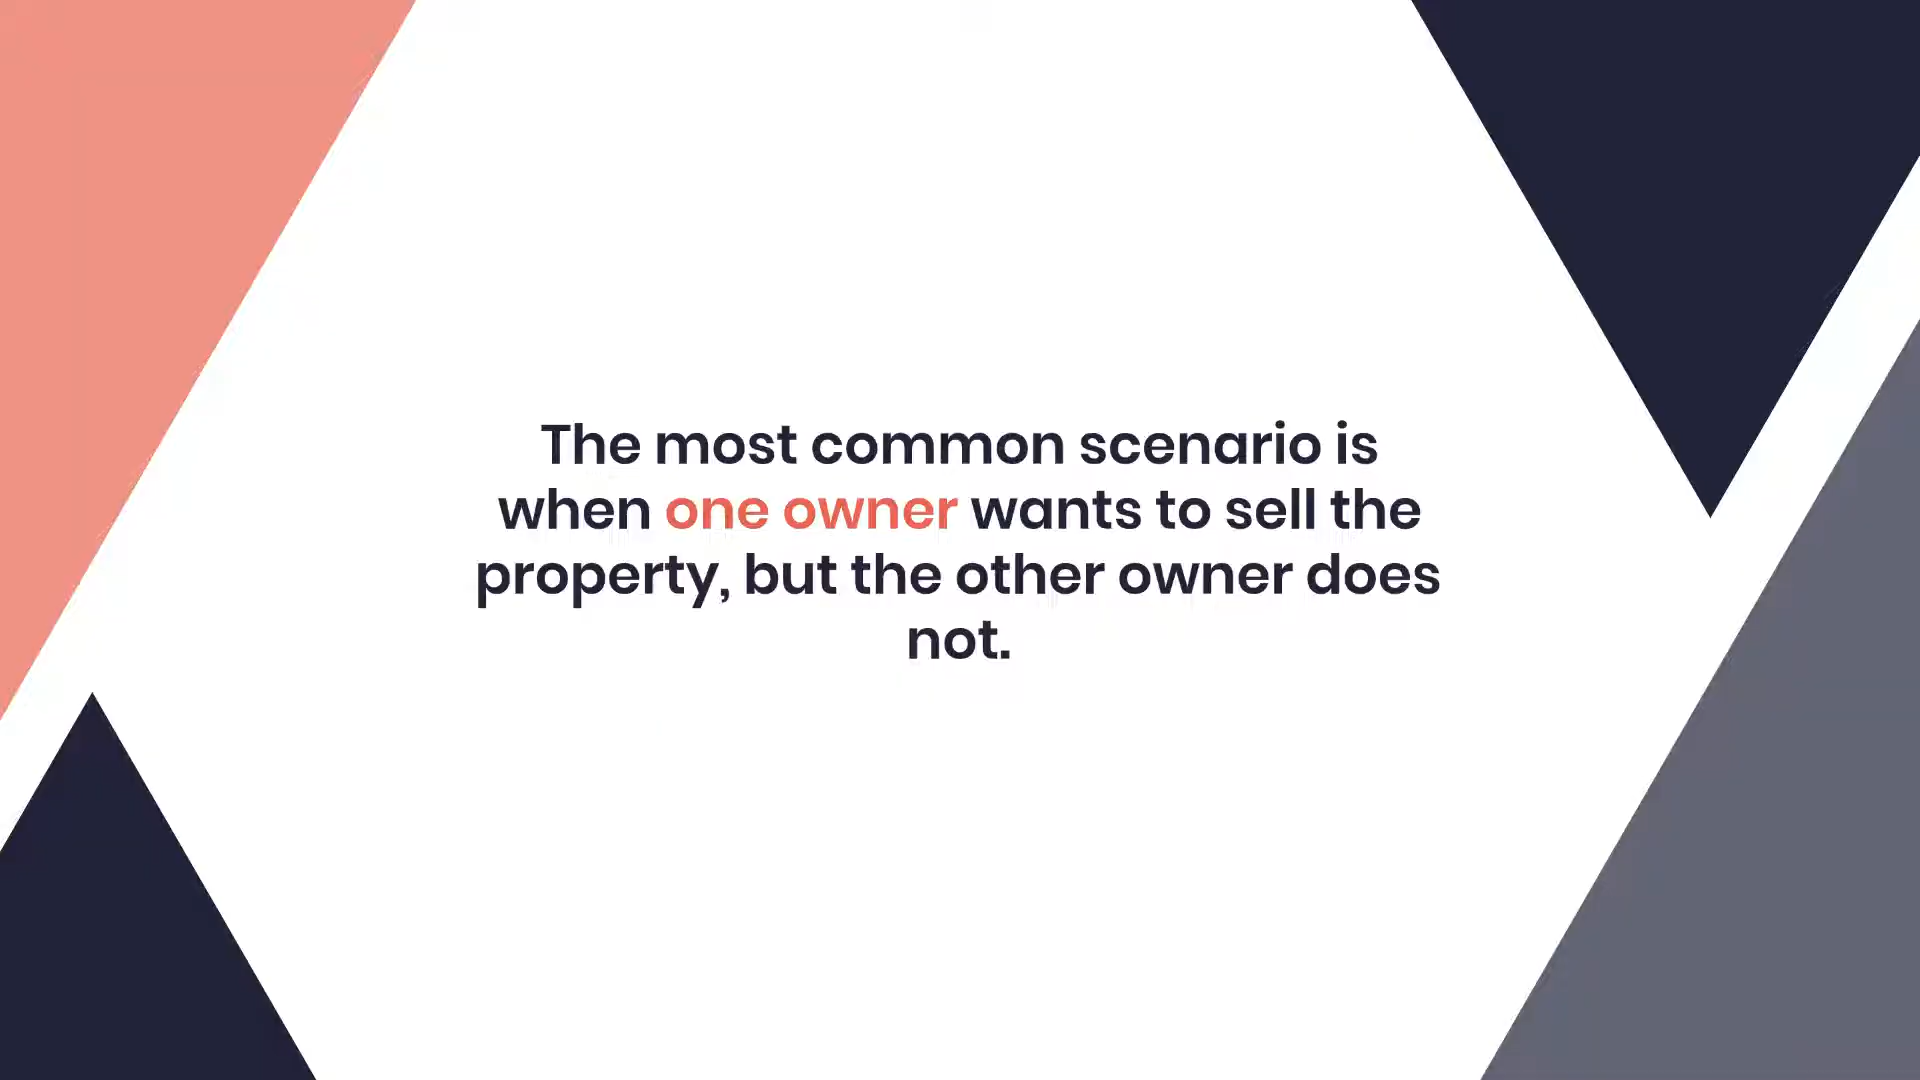 The most common scenario is
when one owner wants to sell the
property, but the other owner does
not.